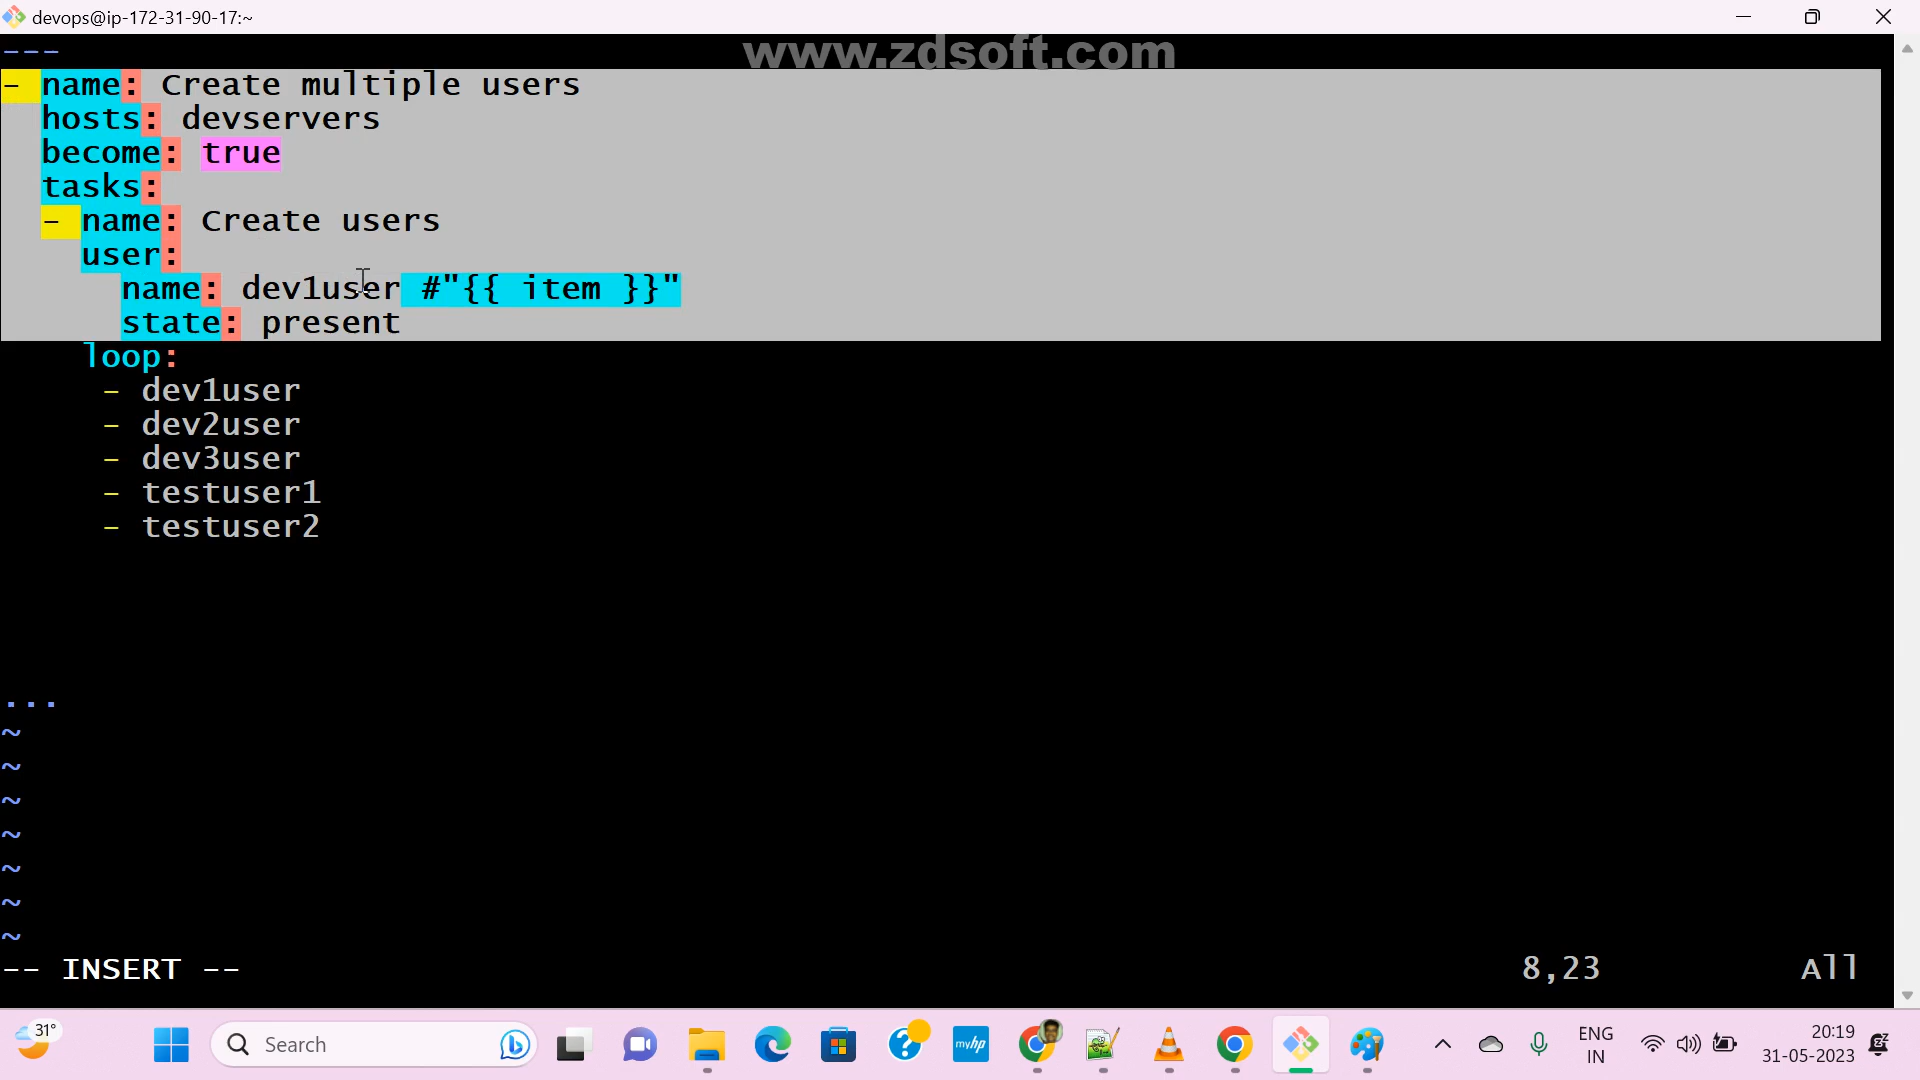 devops@ip-172-31-90-17:~
www.zdsoft.com
---
- name: Create multiple users
hosts: devservers
become: true
tasks:
- name: Create users
user:
name: dev1user #"{{ item }}"
state: present
loop:
- dev1user
- dev2user
- dev3user
- testuser1
- testuser2
...
~
~
~
~
~
~
~
-- INSERT -- 8,23 All
31°
Search
myhp
ENG
IN
20:19
31-05-2023